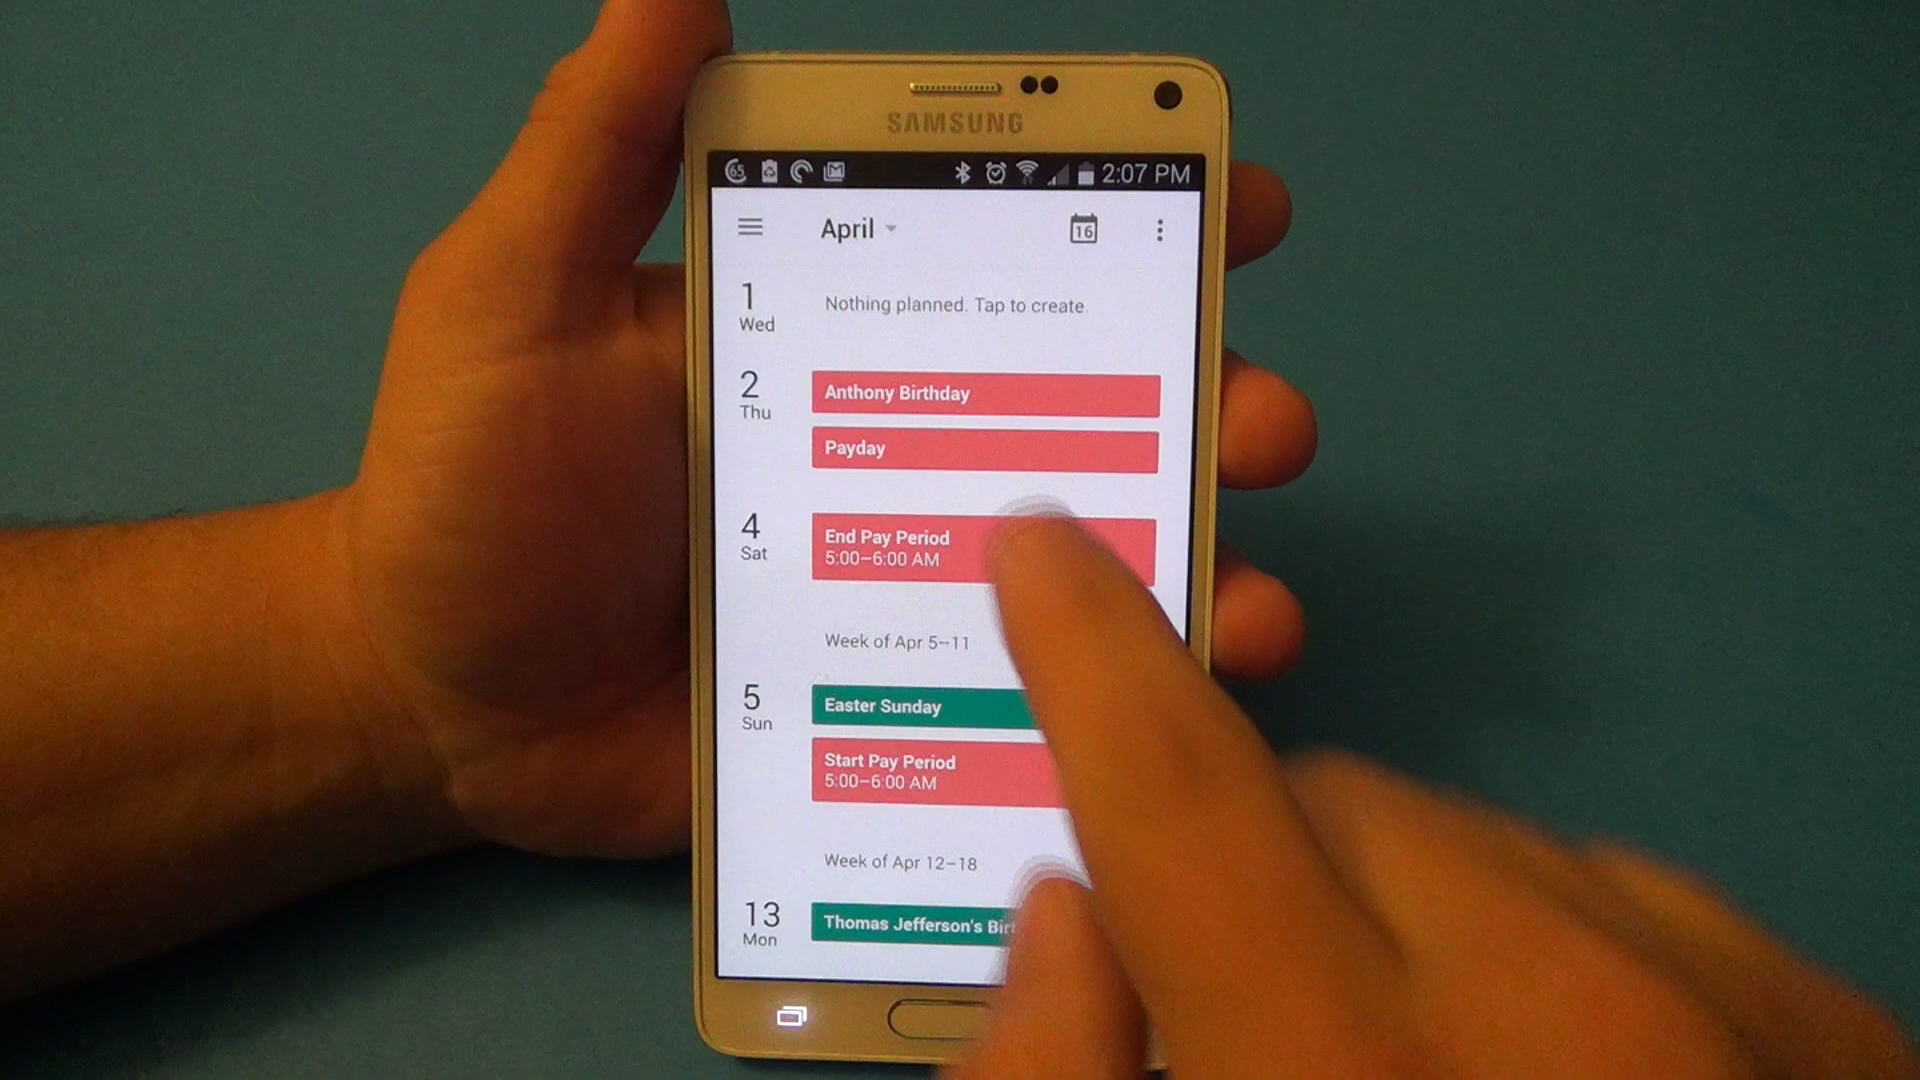 SAMSUNG
65
2:07 PM
April
16
1
Wed
Nothing planned. Tap to create.
2
Thu
Anthony Birthday
Payday
4
Sat
End Pay Period
5:00–6:00 AM
Week of Apr 5–11
5
Sun
Easter Sunday
Start Pay Period
5:00–6:00 AM
Week of Apr 12–18
13
Mon
Thomas Jefferson's